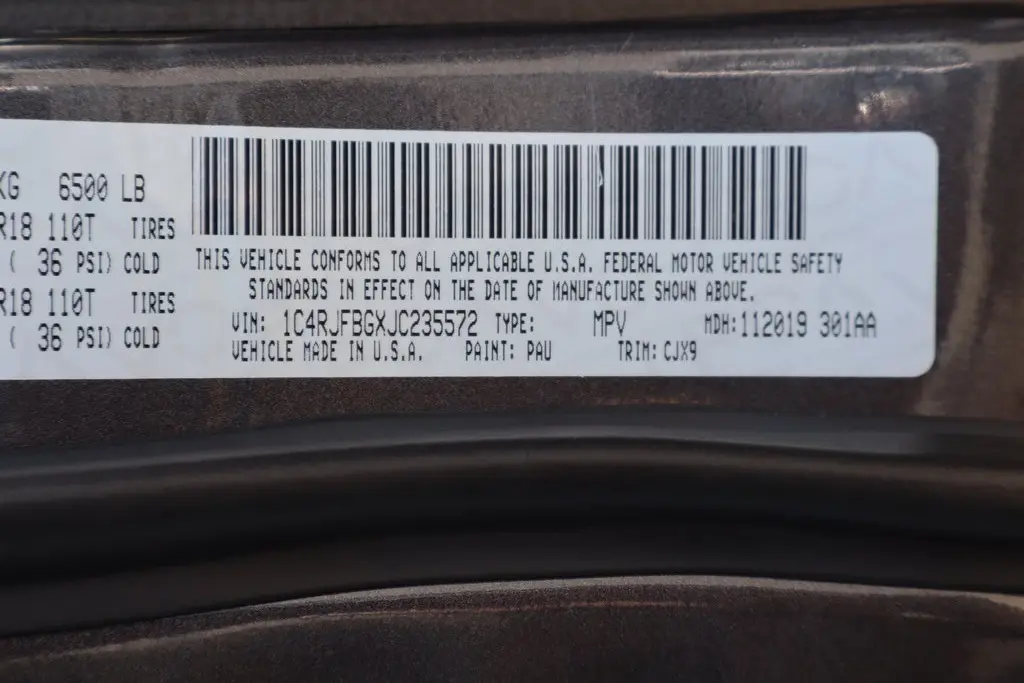 KG 6500 LB
R18 110T TIRES
( 36 PSI) COLD
R18 110T TIRES
( 36 PSI) COLD
THIS VEHICLE CONFORMS TO ALL APPLICABLE U.S.A. FEDERAL MOTOR VEHICLE SAFETY
STANDARDS IN EFFECT ON THE DATE OF MANUFACTURE SHOWN ABOVE.
VIN: 1C4RJFBGXJC235572 TYPE: MPV MDH:112019 301AA
VEHICLE MADE IN U.S.A. PAINT: PAU TRIM: CJX9